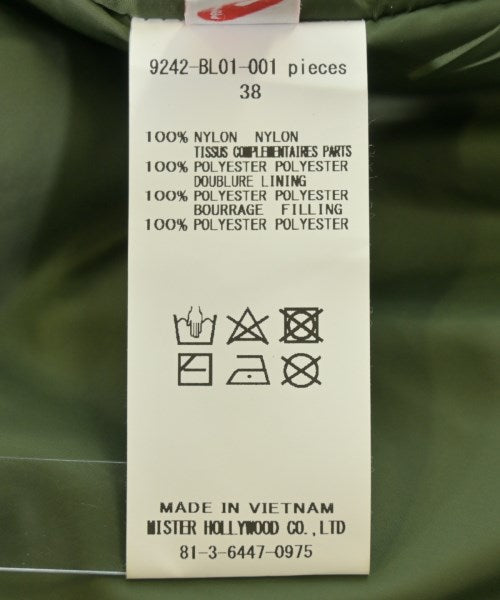 9242-BL01-001 pieces
38
100% NYLON NYLON
TISSUS COMPLEMENTAIRES PARTS
100% POLYESTER POLYESTER
DOUBLURE LINING
100% POLYESTER POLYESTER
BOURRAGE FILLING
100% POLYESTER POLYESTER
MADE IN VIETNAM
MISTER HOLLYWOOD CO.,LTD
81-3-6447-0975